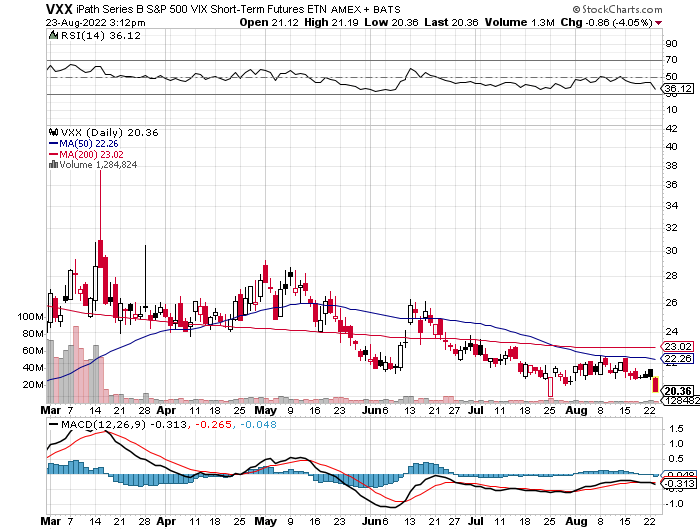 VXX iPath Series B S&P 500 VIX Short-Term Futures ETN AMEX + BATS © StockCharts.com
23-Aug-2022 3:12pm Open 21.12 High 21.19 Low 20.36 Last 20.36 Volume 1.3M Chg -0.86 (-4.05%)
RSI(14) 36.12
90
70
50
36.12
30
10
VXX (Daily) 20.36
MA(50) 22.26
MA(200) 23.02
Volume 1,284,824
42
40
38
36
34
32
30
28
26
24
23.02
22.26
22
20.36
1284824
100M
80M
60M
40M
20M
Mar 7 14 21 28 Apr 11 18 25 May 9 16 23 Jun 6 13 21 27 Jul 11 18 25 Aug 8 15 22
MACD(12,26,9) -0.313, -0.265, -0.048
1.5
1.0
0.5
-0.048
-0.313
-0.5
-1.0
Mar 7 14 21 28 Apr 11 18 25 May 9 16 23 Jun 6 13 21 27 Jul 11 18 25 Aug 8 15 22